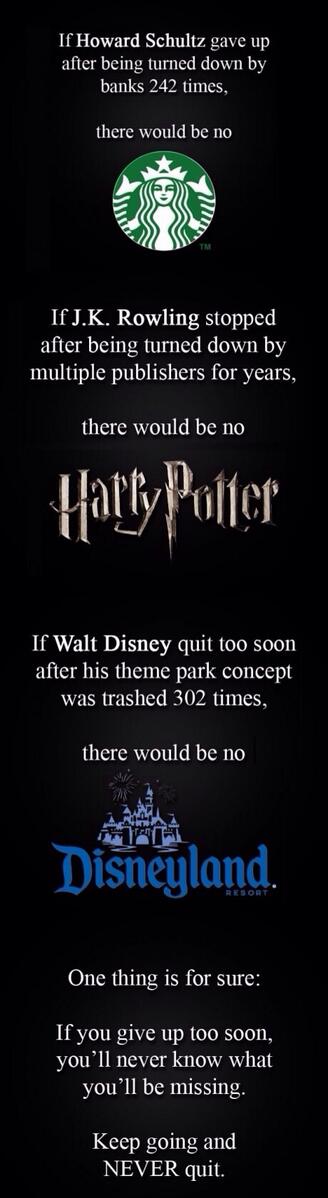 If Howard Schultz gave up
after being turned down by
banks 242 times,
there would be no
TM
If J.K. Rowling stopped
after being turned down by
multiple publishers for years,
there would be no
Harry Potter
If Walt Disney quit too soon
after his theme park concept
was trashed 302 times,
there would be no
Disneyland
RESORT.
One thing is for sure:
If you give up too soon,
you’ll never know what
you’ll be missing.
Keep going and
NEVER quit.